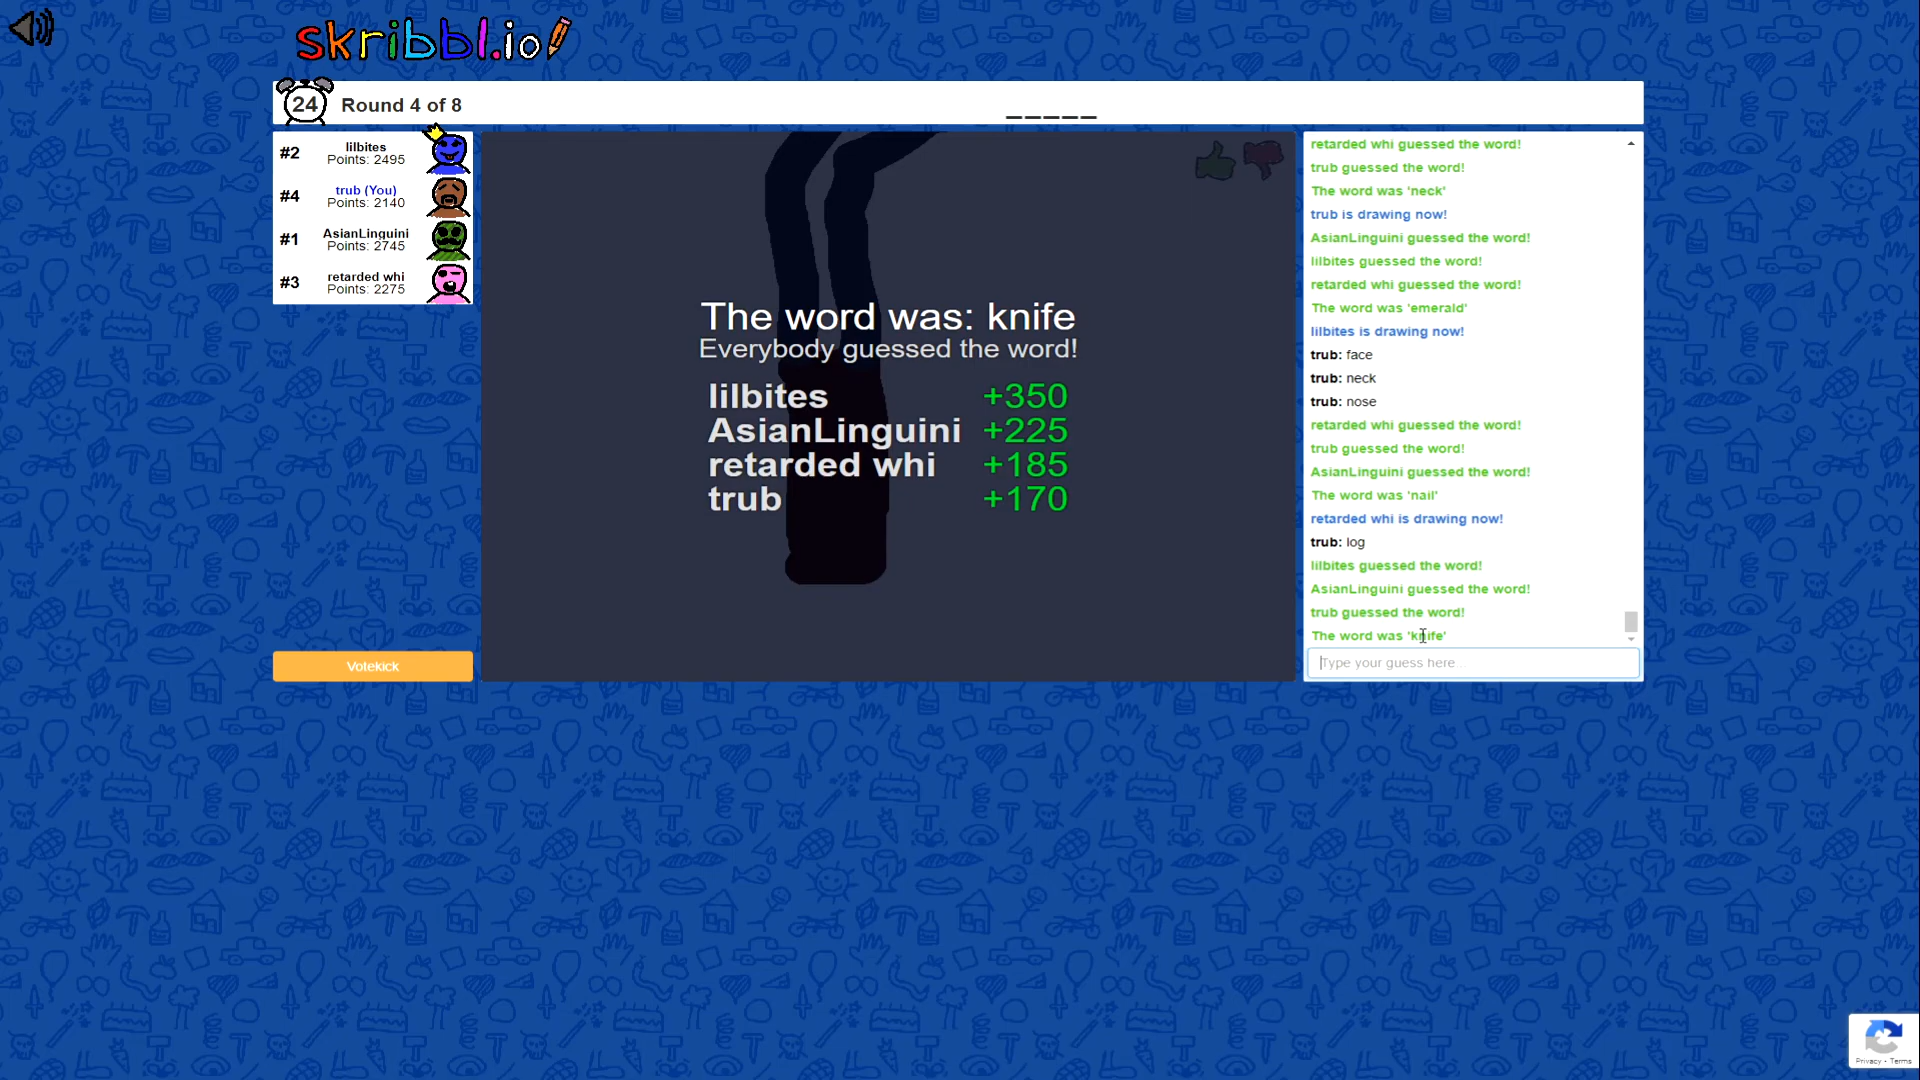 skribbl.io
24
Round 4 of 8
_____
#2
lilbites
Points: 2495
#4
trub (You)
Points: 2140
#1
AsianLinguini
Points: 2745
#3
retarded whi
Points: 2275
Votekick
The word was: knife
Everybody guessed the word!
lilbites +350
AsianLinguini +225
retarded whi +185
trub +170
retarded whi guessed the word!
trub guessed the word!
The word was 'neck'
trub is drawing now!
AsianLinguini guessed the word!
lilbites guessed the word!
retarded whi guessed the word!
The word was 'emerald'
lilbites is drawing now!
trub: face
trub: neck
trub: nose
retarded whi guessed the word!
trub guessed the word!
AsianLinguini guessed the word!
The word was 'nail'
retarded whi is drawing now!
trub: log
lilbites guessed the word!
AsianLinguini guessed the word!
trub guessed the word!
The word was 'knife'
Type your guess here...
Privacy - Terms